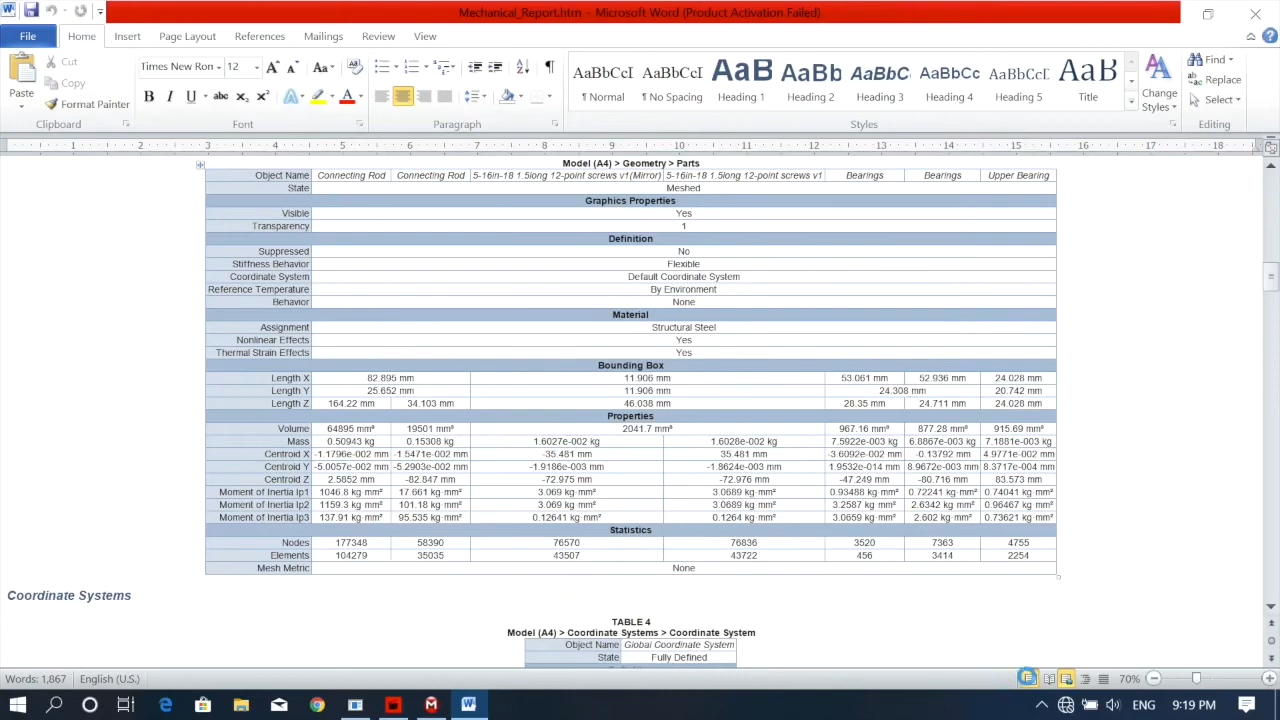 Mechanical_Report.htm - Microsoft Word (Product Activation Failed)
File Home Insert Page Layout References Mailings Review View
Paste Cut Copy Format Painter
Times New Ron 12
AaBbCcI AaBbCcI AaB AaBb AaBbC AaBbCc AaBbCcI AaB
¶ Normal ¶ No Spacing Heading 1 Heading 2 Heading 3 Heading 4 Heading 5 Title
Change Styles
Find Replace Select
Clipboard Font Paragraph Styles Editing
1 2 3 4 5 6 7 8 9 10 11 12 13 14 15 16 17 18
Model (A4) > Geometry > Parts
Object Name Connecting Rod Connecting Rod 5-16in-18 1.5long 12-point screws v1(Mirror) 5-16in-18 1.5long 12-point screws v1 Bearings Bearings Upper Bearing
State Meshed
Graphics Properties
Visible Yes
Transparency 1
Definition
Suppressed No
Stiffness Behavior Flexible
Coordinate System Default Coordinate System
Reference Temperature By Environment
Behavior None
Material
Assignment Structural Steel
Nonlinear Effects Yes
Thermal Strain Effects Yes
Bounding Box
Length X 82.895 mm 11.906 mm 53.061 mm 52.936 mm 24.028 mm
Length Y 25.652 mm 11.906 mm 24.308 mm 20.742 mm
Length Z 164.22 mm 34.103 mm 46.038 mm 28.35 mm 24.711 mm 24.028 mm
Properties
Volume 64895 mm³ 19501 mm³ 2041.7 mm³ 967.16 mm³ 877.28 mm³ 915.69 mm³
Mass 0.50943 kg 0.15308 kg 1.6027e-002 kg 1.6028e-002 kg 7.5922e-003 kg 6.8867e-003 kg 7.1881e-003 kg
Centroid X -1.1796e-002 mm -1.5471e-002 mm -35.481 mm 35.481 mm -3.6092e-002 mm -0.13792 mm 4.9771e-002 mm
Centroid Y -5.0057e-002 mm -5.2903e-002 mm -1.9186e-003 mm -1.8624e-003 mm 1.9532e-014 mm 8.9672e-003 mm 8.3717e-004 mm
Centroid Z 2.5852 mm -82.847 mm -72.975 mm -72.976 mm -47.249 mm -80.716 mm 83.573 mm
Moment of Inertia Ip1 1046.8 kg·mm² 17.661 kg·mm² 3.069 kg·mm² 3.0689 kg·mm² 0.93488 kg·mm² 0.72241 kg·mm² 0.74041 kg·mm²
Moment of Inertia Ip2 1159.3 kg·mm² 101.18 kg·mm² 3.069 kg·mm² 3.0689 kg·mm² 3.2587 kg·mm² 2.6342 kg·mm² 0.96467 kg·mm²
Moment of Inertia Ip3 137.91 kg·mm² 95.535 kg·mm² 0.12641 kg·mm² 0.1264 kg·mm² 3.0659 kg·mm² 2.602 kg·mm² 0.73621 kg·mm²
Statistics
Nodes 177348 58390 76570 76836 3520 7363 4755
Elements 104279 35035 43507 43722 456 3414 2254
Mesh Metric None
Coordinate Systems
TABLE 4
Model (A4) > Coordinate Systems > Coordinate System
Object Name Global Coordinate System
State Fully Defined
Words: 1,867 English (U.S.) 70%
ENG 9:19 PM